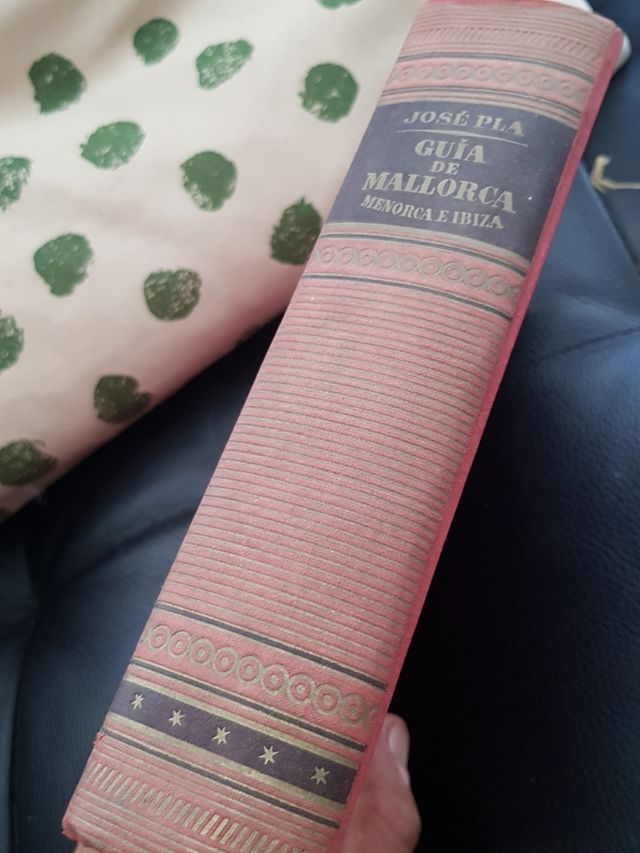 JOSÉ PLA
GUÍA
DE
MALLORCA
MENORCA E IBIZA